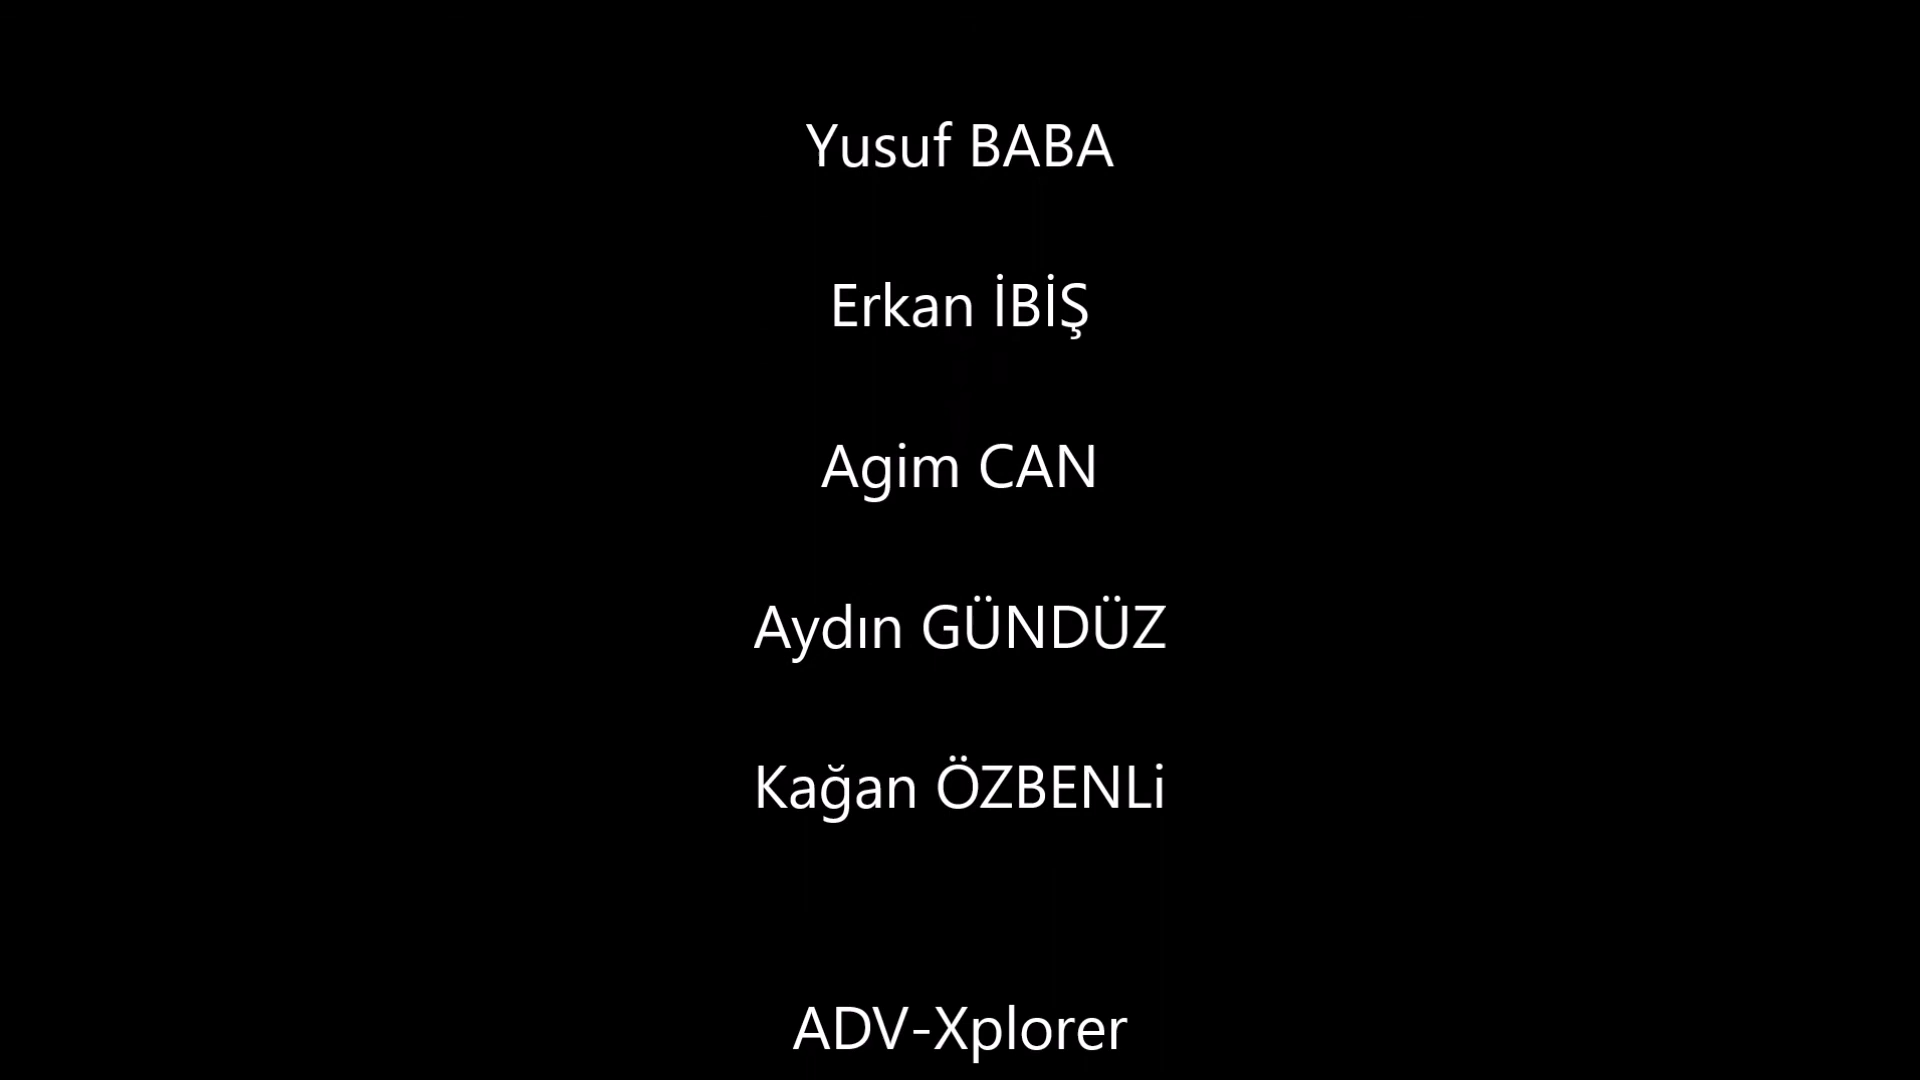 Yusuf BABA
Erkan İBİŞ
Agim CAN
Aydın GÜNDÜZ
Kağan ÖZBENLi
ADV-Xplorer